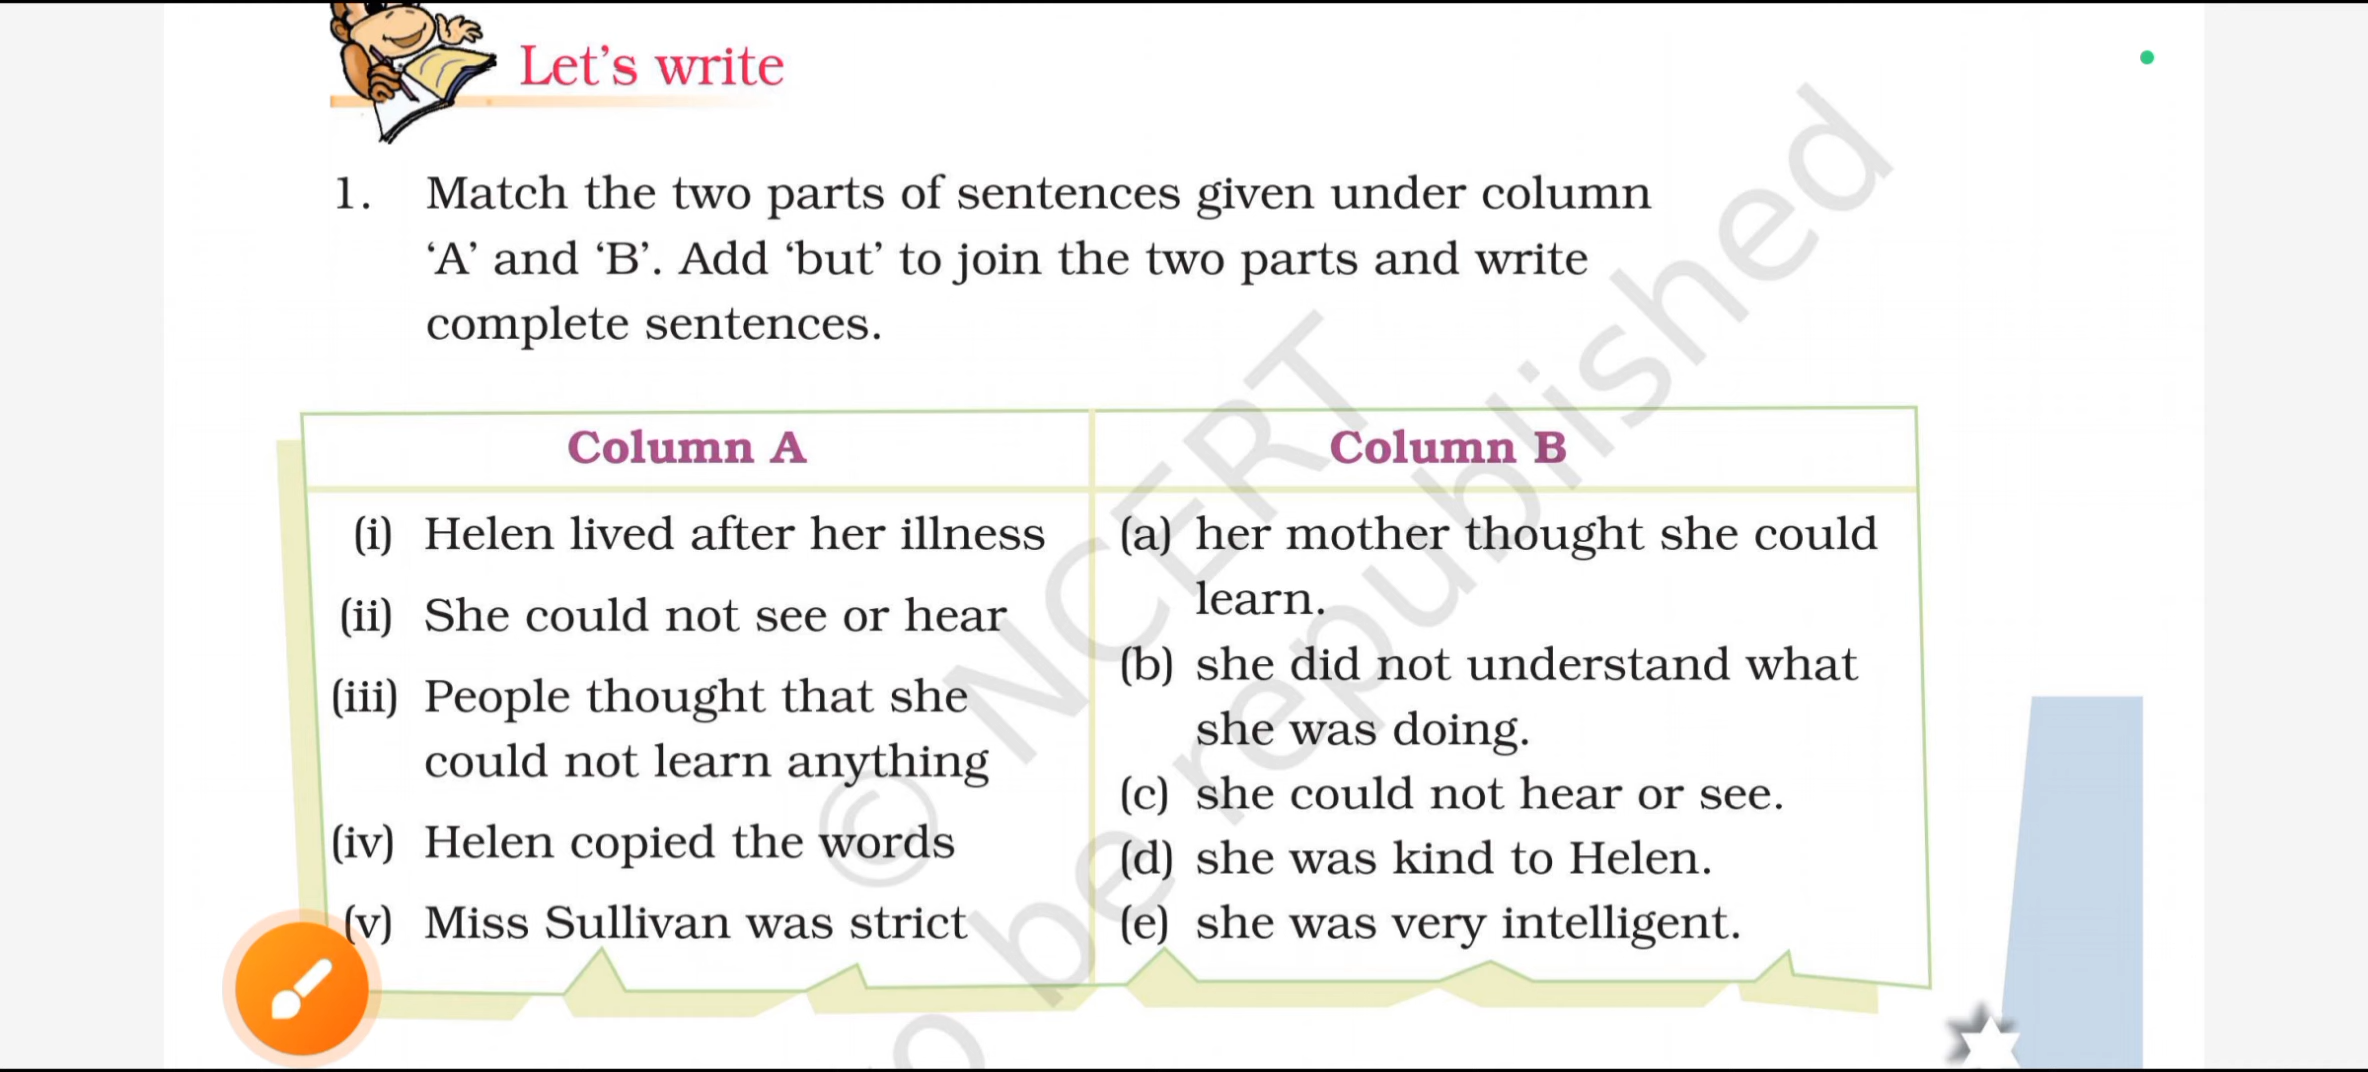 Let's write
1. Match the two parts of sentences given under column
‘A’ and ‘B’. Add ‘but’ to join the two parts and write
complete sentences.
Column A
(i) Helen lived after her illness
(ii) She could not see or hear
(iii) People thought that she
could not learn anything
(iv) Helen copied the words
(v) Miss Sullivan was strict
Column B
(a) her mother thought she could
learn.
(b) she did not understand what
she was doing.
(c) she could not hear or see.
(d) she was kind to Helen.
(e) she was very intelligent.
© NCERT
be republished